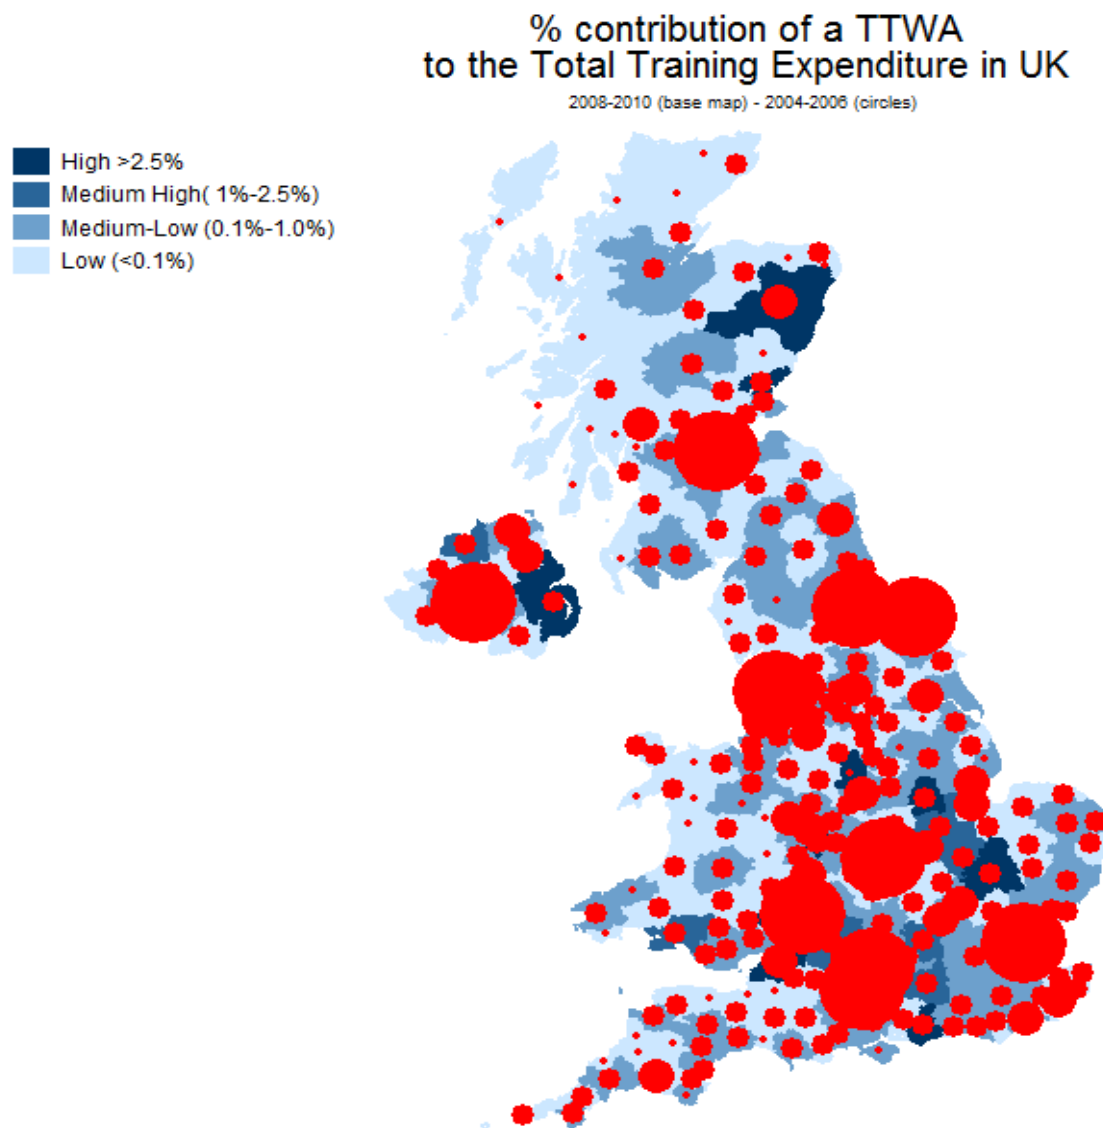 % contribution of a TTWA
to the Total Training Expenditure in UK
2008-2010 (base map) - 2004-2006 (circles)
High >2.5%
Medium High( 1%-2.5%)
Medium-Low (0.1%-1.0%)
Low (<0.1%)